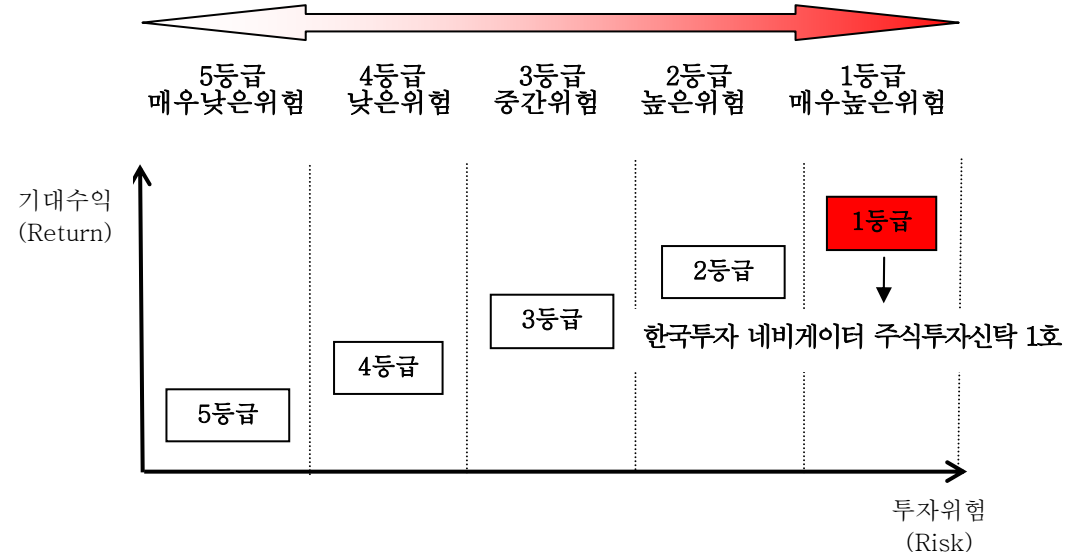 5등급 4등급 3등급 2등급 1등급
매우낮은위험 낮은위험 중간위험 높은위험 매우높은위험
기대수익
(Return)
1등급
2등급
3등급
한국투자 네비게이터 주식투자신탁 1호
4등급
5등급
투자위험
(Risk)